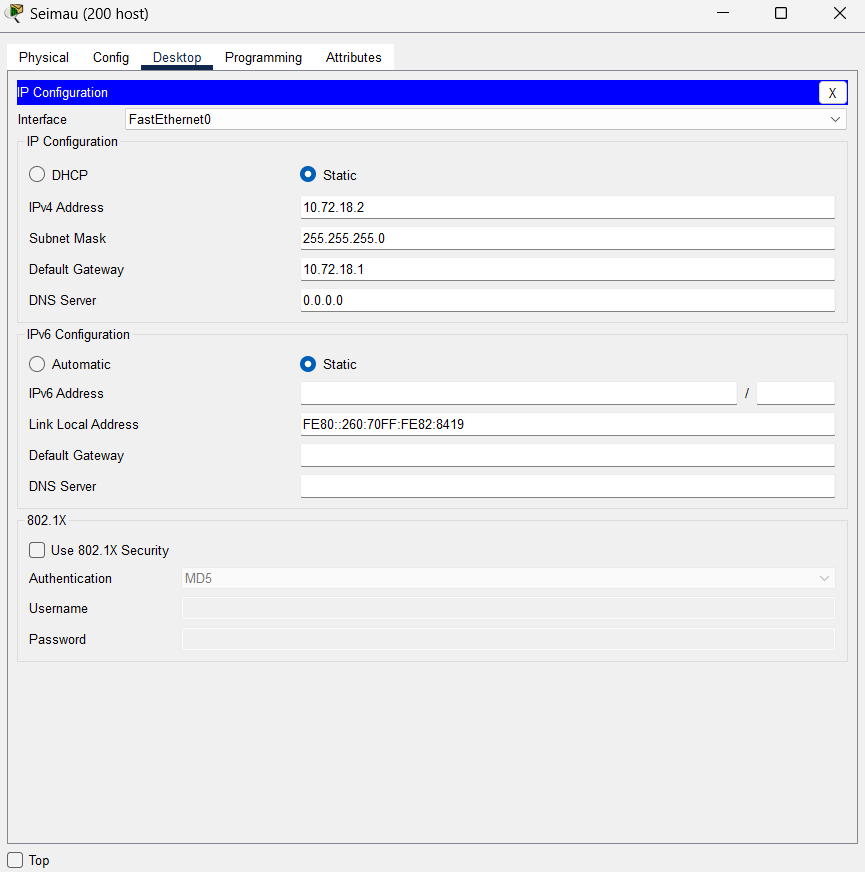 Seimau (200 host)
Physical Config Desktop Programming Attributes
IP Configuration X
Interface FastEthernet0
IP Configuration
DHCP Static
IPv4 Address 10.72.18.2
Subnet Mask 255.255.255.0
Default Gateway 10.72.18.1
DNS Server 0.0.0.0
IPv6 Configuration
Automatic Static
IPv6 Address /
Link Local Address FE80::260:70FF:FE82:8419
Default Gateway
DNS Server
802.1X
Use 802.1X Security
Authentication MD5
Username
Password
Top